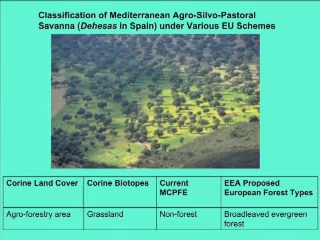 Classification of Mediterranean Agro-Silvo-Pastoral
Savanna (Dehesas in Spain) under Various EU Schemes
Corine Land Cover Corine Biotopes Current MCPFE EEA Proposed European Forest Types
Agro-forestry area Grassland Non-forest Broadleaved evergreen forest